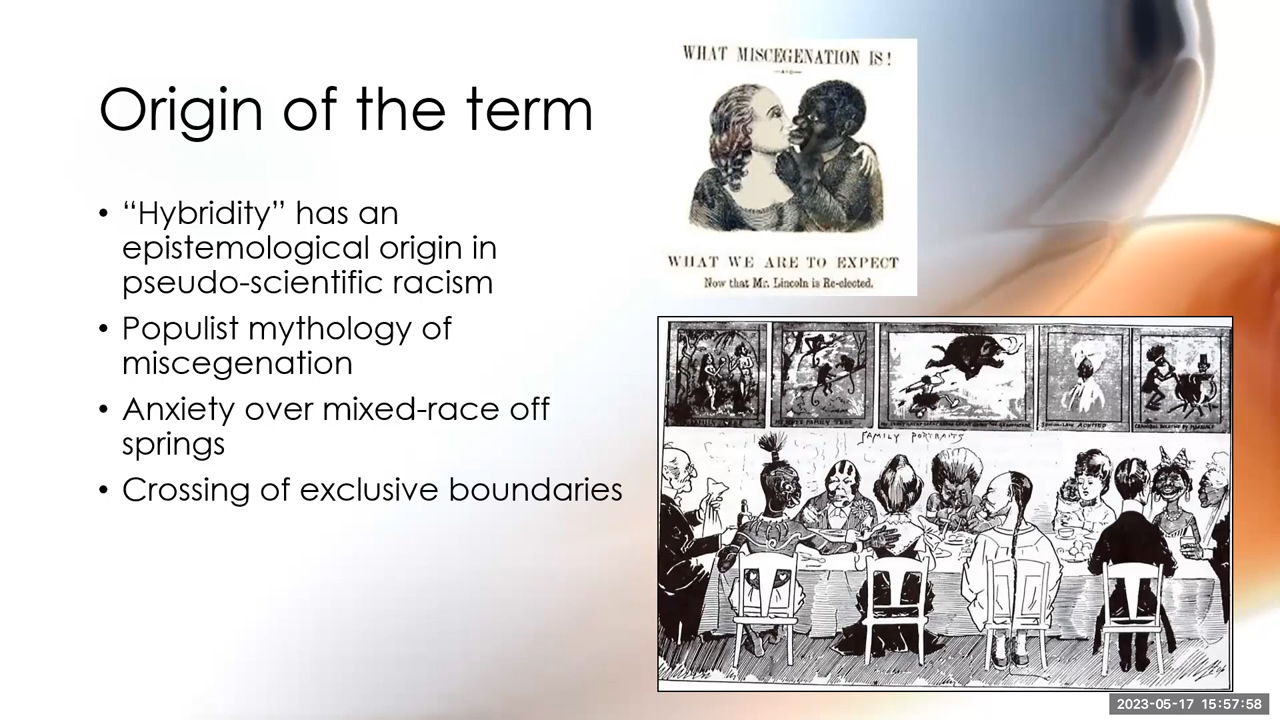 Origin of the term
• “Hybridity” has an
epistemological origin in
pseudo-scientific racism
• Populist mythology of
miscegenation
• Anxiety over mixed-race off
springs
• Crossing of exclusive boundaries
WHAT MISCEGENATION IS!
WHAT WE ARE TO EXPECT
Now that Mr. Lincoln is Re-elected.
FAMILY TREE
FAMILY PORTRAITS
2023-05-17 15:57:58